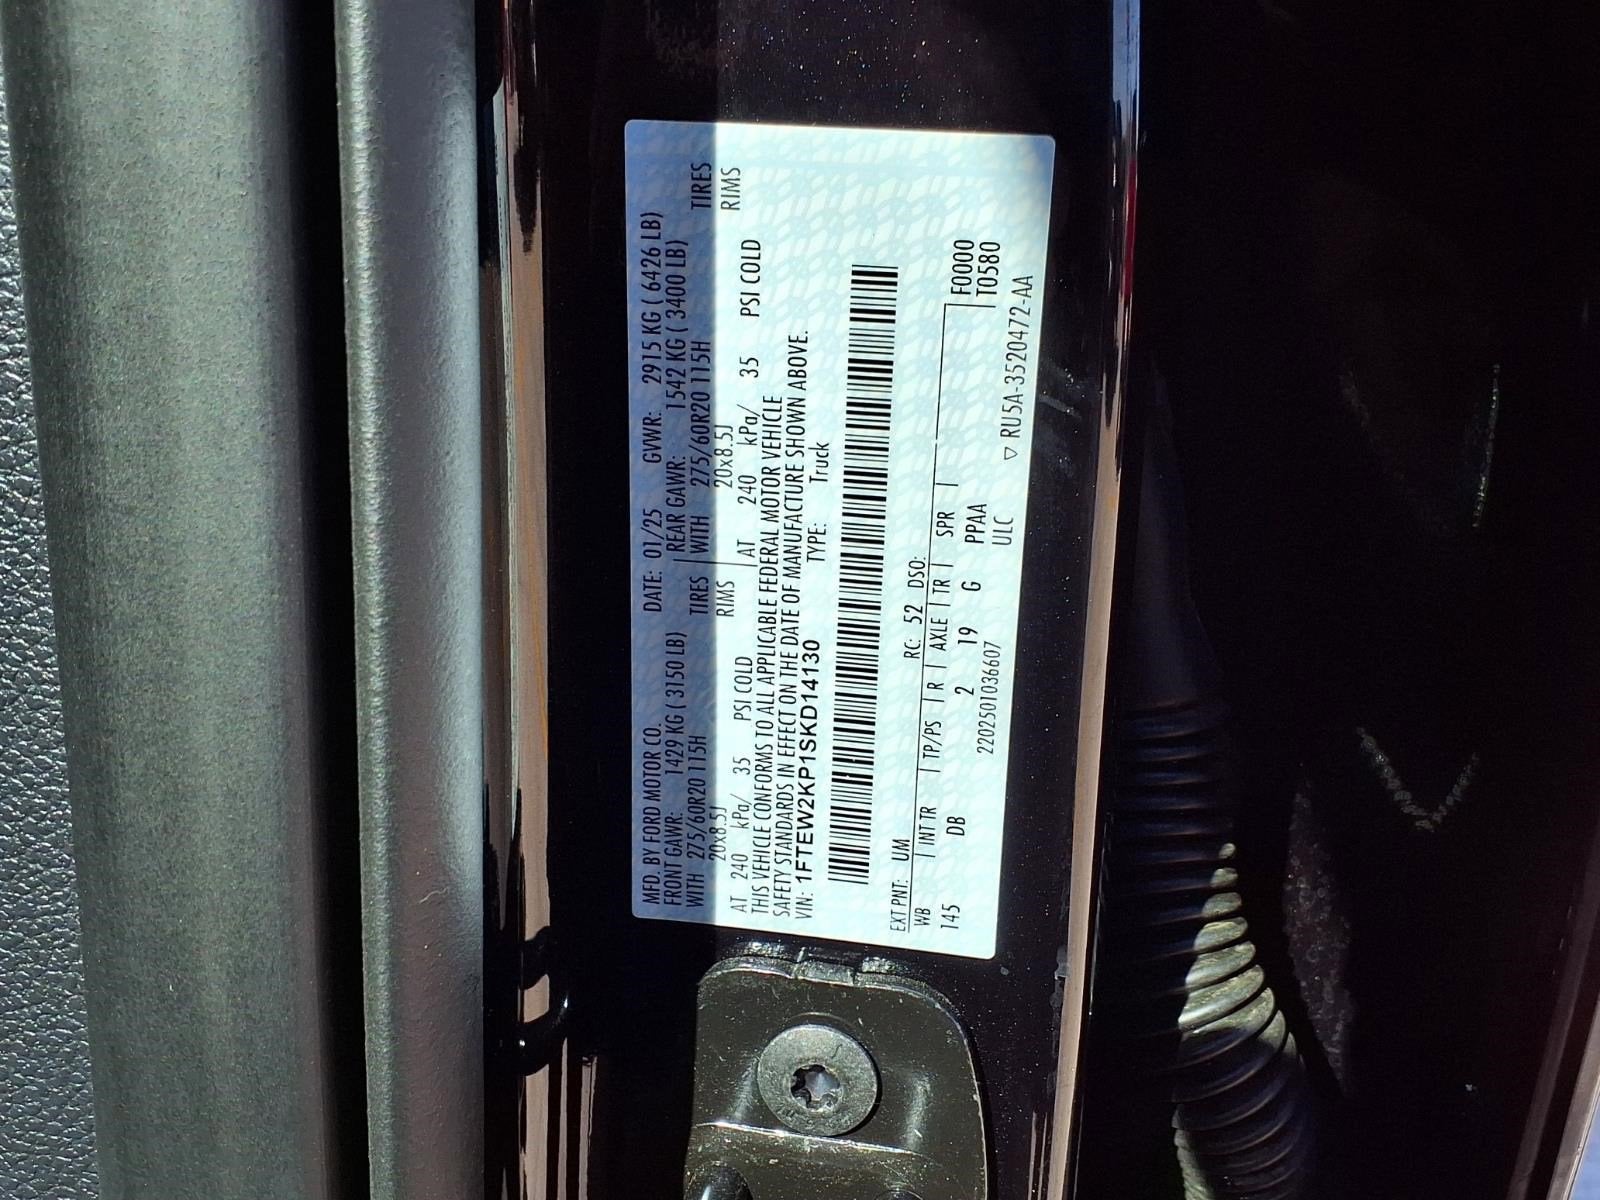 MFD. BY FORD MOTOR CO. DATE: 01/25 GVWR: 2915 KG ( 6426 LB)
FRONT GAWR: 1429 KG ( 3150 LB) REAR GAWR: 1542 KG ( 3400 LB)
WITH 275/60R20 115H TIRES WITH 275/60R20 115H TIRES
20x8.5J RIMS 20x8.5J RIMS
AT 240 kPa/ 35 PSI COLD AT 240 kPa/ 35 PSI COLD
THIS VEHICLE CONFORMS TO ALL APPLICABLE FEDERAL MOTOR VEHICLE
SAFETY STANDARDS IN EFFECT ON THE DATE OF MANUFACTURE SHOWN ABOVE.
VIN: 1FTEW2KP1SKD14130 TYPE: Truck
EXT PNT: UM RC: 52 DSO:
WB | INT TR | TP/PS | R | AXLE | TR | SPR |
145 DB 2 19 G PPAA F0000
2202501036607 ULC T0580
▽ RU5A-3520472-AA